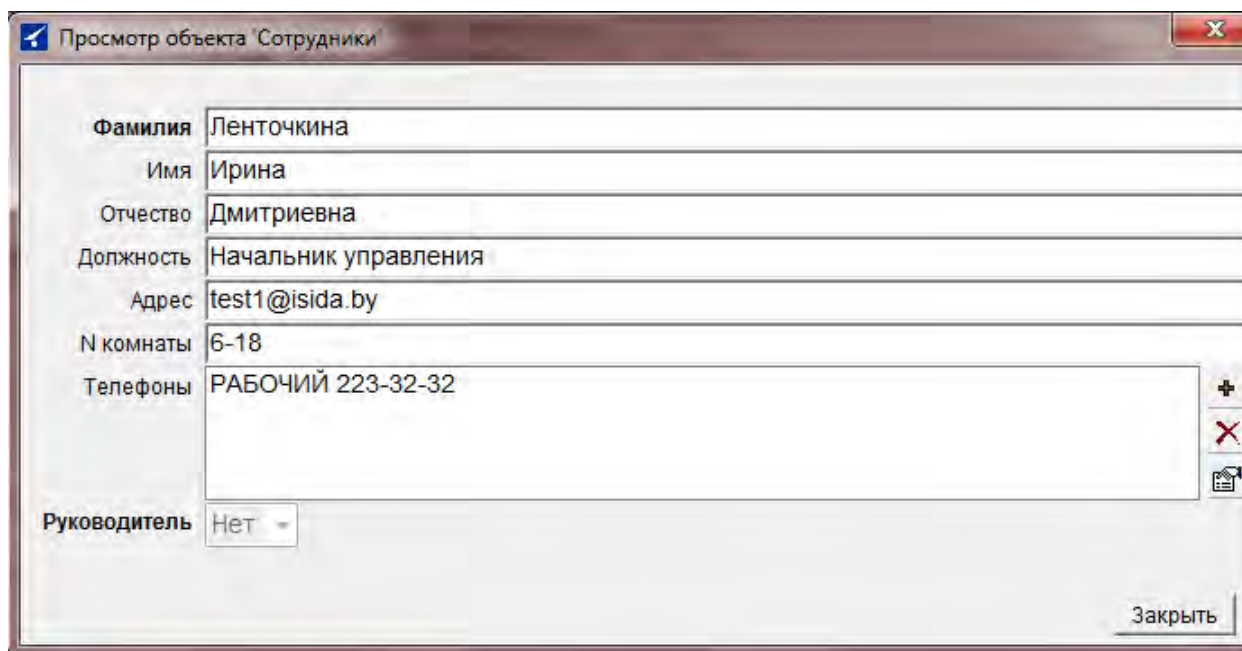 Просмотр объекта 'Сотрудники'
Фамилия Ленточкина
Имя Ирина
Отчество Дмитриевна
Должность Начальник управления
Адрес test1@isida.by
N комнаты 6-18
Телефоны РАБОЧИЙ 223-32-32
Руководитель Нет
Закрыть